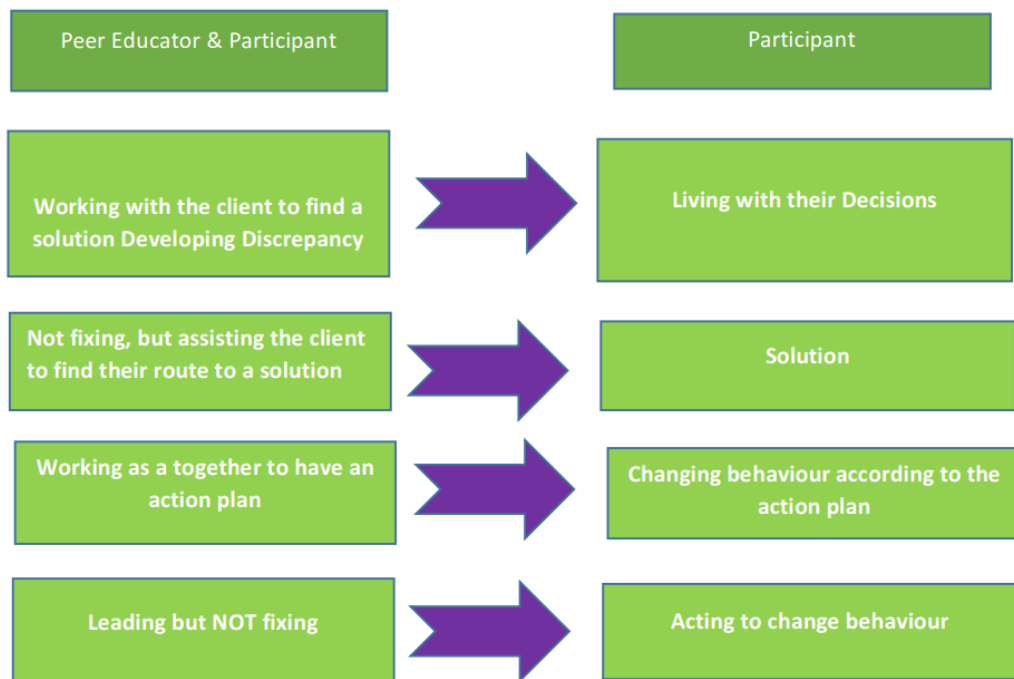 Peer Educator & Participant
Participant
Working with the client to find a
solution Developing Discrepancy
Living with their Decisions
Not fixing, but assisting the client
to find their route to a solution
Solution
Working as a together to have an
action plan
Changing behaviour according to the
action plan
Leading but NOT fixing
Acting to change behaviour